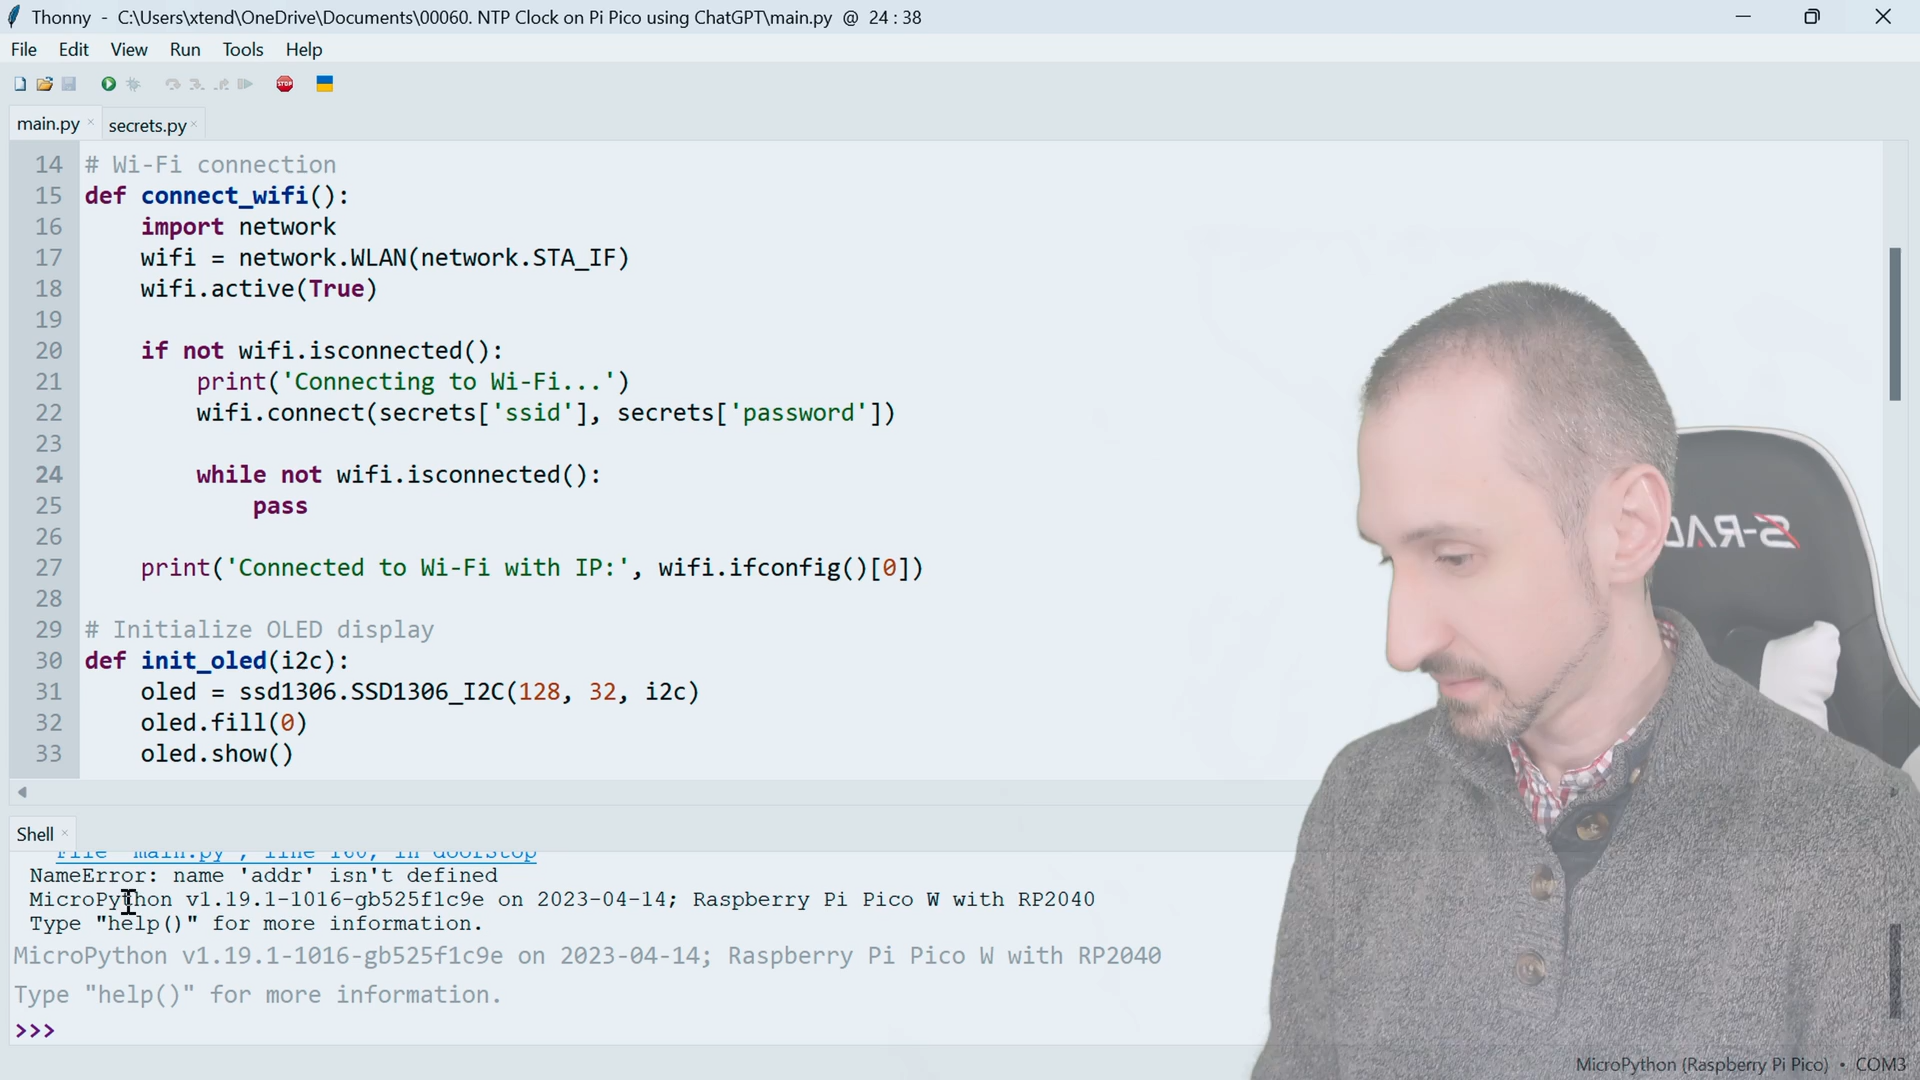 Thonny - C:\Users\xtend\OneDrive\Documents\00060. NTP Clock on Pi Pico using ChatGPT\main.py @ 24 : 38
File Edit View Run Tools Help
STOP
main.py × secrets.py ×
14 # Wi-Fi connection
15 def connect_wifi():
16 import network
17 wifi = network.WLAN(network.STA_IF)
18 wifi.active(True)
19
20 if not wifi.isconnected():
21 print('Connecting to Wi-Fi...')
22 wifi.connect(secrets['ssid'], secrets['password'])
23
24 while not wifi.isconnected():
25 pass
26
27 print('Connected to Wi-Fi with IP:', wifi.ifconfig()[0])
28
29 # Initialize OLED display
30 def init_oled(i2c):
31 oled = ssd1306.SSD1306_I2C(128, 32, i2c)
32 oled.fill(0)
33 oled.show()
Shell ×
File "main.py", line 160, in doorstop
NameError: name 'addr' isn't defined
MicroPython v1.19.1-1016-gb525f1c9e on 2023-04-14; Raspberry Pi Pico W with RP2040
Type "help()" for more information.
MicroPython v1.19.1-1016-gb525f1c9e on 2023-04-14; Raspberry Pi Pico W with RP2040
Type "help()" for more information.
>>>
MicroPython (Raspberry Pi Pico) • COM3